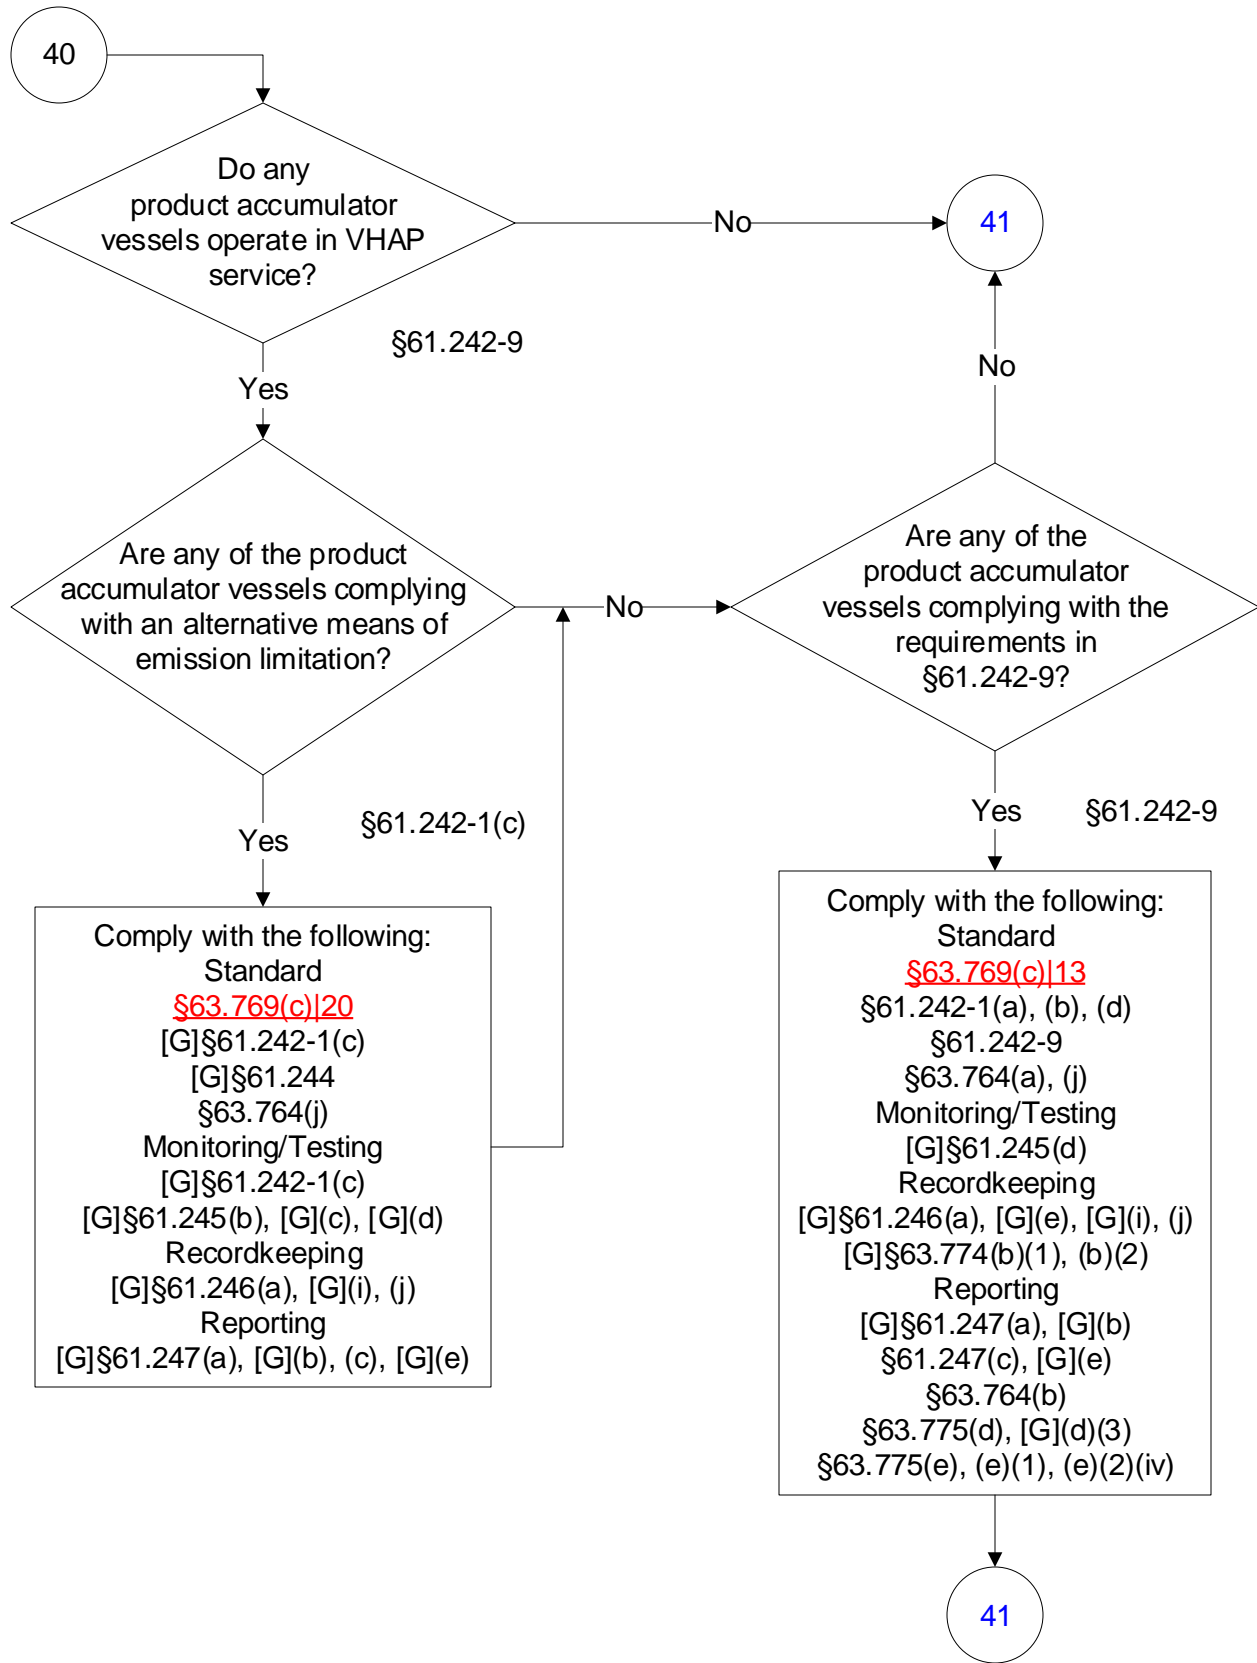 40
Do any
product accumulator
vessels operate in VHAP
service?
No
41
§61.242-9
Yes
No
Are any of the product
accumulator vessels complying
with an alternative means of
emission limitation?
No
Are any of the
product accumulator
vessels complying with the
requirements in
§61.242-9?
Yes
§61.242-1(c)
Yes
§61.242-9
Comply with the following:
Standard
§63.769(c)|20
[G]§61.242-1(c)
[G]§61.244
§63.764(j)
Monitoring/Testing
[G]§61.242-1(c)
[G]§61.245(b), [G](c), [G](d)
Recordkeeping
[G]§61.246(a), [G](i), (j)
Reporting
[G]§61.247(a), [G](b), (c), [G](e)
Comply with the following:
Standard
§63.769(c)|13
§61.242-1(a), (b), (d)
§61.242-9
§63.764(a), (j)
Monitoring/Testing
[G]§61.245(d)
Recordkeeping
[G]§61.246(a), [G](e), [G](i), (j)
[G]§63.774(b)(1), (b)(2)
Reporting
[G]§61.247(a), [G](b)
§61.247(c), [G](e)
§63.764(b)
§63.775(d), [G](d)(3)
§63.775(e), (e)(1), (e)(2)(iv)
41